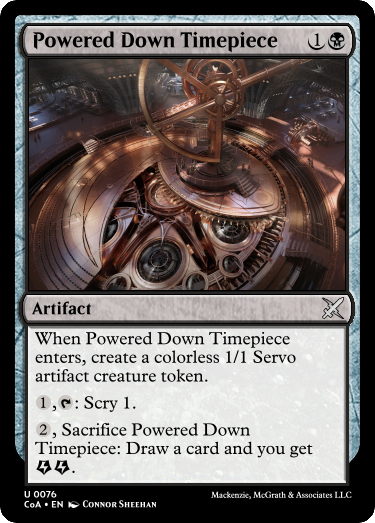 Powered Down Timepiece 1
Artifact
When Powered Down Timepiece
enters, create a colorless 1/1 Servo
artifact creature token.
1, : Scry 1.
2, Sacrifice Powered Down
Timepiece: Draw a card and you get
.
U 0076
Mackenzie, McGrath & Associates LLC
CoA • EN Connor Sheehan